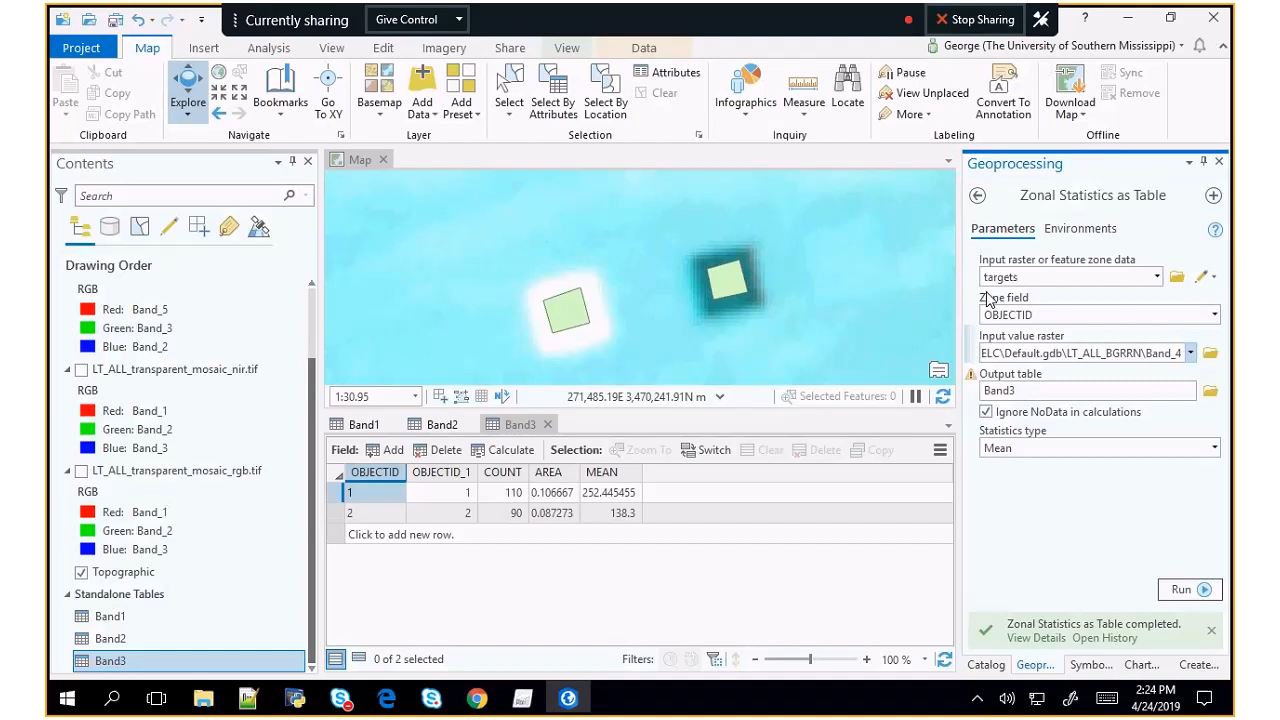 Currently sharing
Give Control
Stop Sharing
?
Project
Map
Insert
Analysis
View
Edit
Imagery
Share
View
Data
George (The University of Southern Mississippi)
Paste
Cut
Copy
Copy Path
Clipboard
Explore
Bookmarks
Go To XY
Navigate
Basemap
Add Data
Add Preset
Layer
Select
Select By Attributes
Select By Location
Attributes
Clear
Selection
Infographics
Measure
Locate
Inquiry
Pause
View Unplaced
More
Convert To Annotation
Labeling
Download Map
Sync
Remove
Offline
Contents
Search
Drawing Order
RGB
Red: Band_5
Green: Band_3
Blue: Band_2
LT_ALL_transparent_mosaic_nir.tif
RGB
Red: Band_1
Green: Band_2
Blue: Band_3
LT_ALL_transparent_mosaic_rgb.tif
RGB
Red: Band_1
Green: Band_2
Blue: Band_3
Topographic
Standalone Tables
Band1
Band2
Band3
Map
1:30.95
271,485.19E 3,470,241.91N m
Selected Features: 0
Band1
Band2
Band3
Field:
Add
Delete
Calculate
Selection:
Zoom To
Switch
Clear
Delete
Copy
OBJECTID OBJECTID_1 COUNT AREA MEAN
1 1 110 0.106667 252.445455
2 2 90 0.087273 138.3
Click to add new row.
0 of 2 selected
Filters:
100 %
Geoprocessing
Zonal Statistics as Table
Parameters
Environments
?
Input raster or feature zone data
targets
Zone field
OBJECTID
Input value raster
ELC\Default.gdb\LT_ALL_BGRRN\Band_4
Output table
Band3
Ignore NoData in calculations
Statistics type
Mean
Run
Zonal Statistics as Table completed.
View Details Open History
Catalog
Geopr...
Symbo...
Chart...
Create...
2:24 PM
4/24/2019